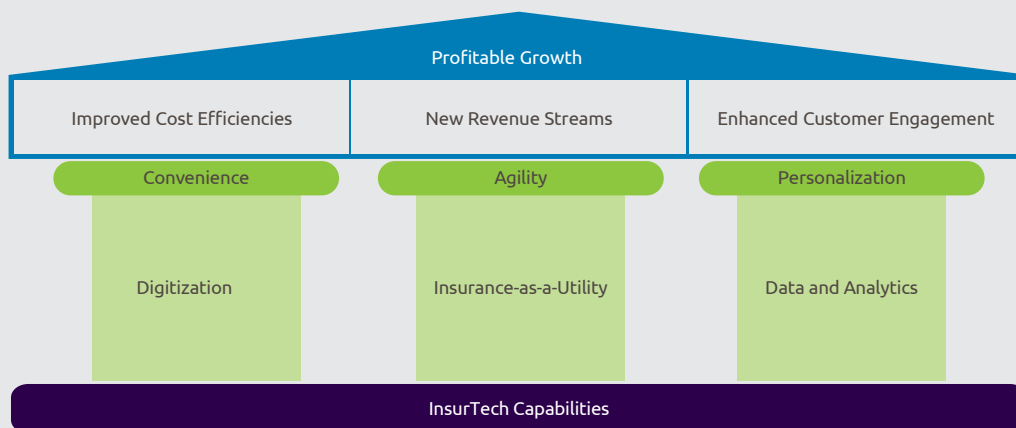 Profitable Growth
Improved Cost Efficiencies
New Revenue Streams
Enhanced Customer Engagement
Convenience
Agility
Personalization
Digitization
Insurance-as-a-Utility
Data and Analytics
InsurTech Capabilities